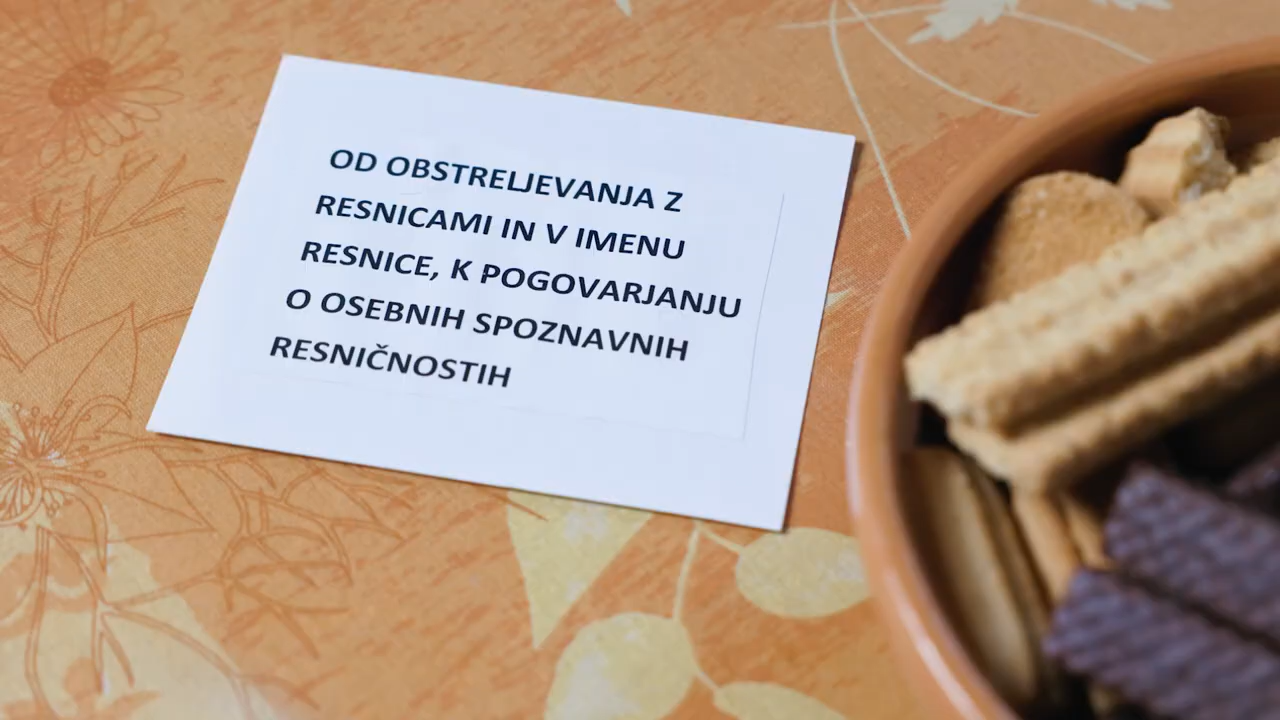 OD OBSTRELJEVANJA Z
RESNICAMI IN V IMENU
RESNICE, K POGOVARJANJU
O OSEBNIH SPOZNAVNIH
RESNIČNOSTIH